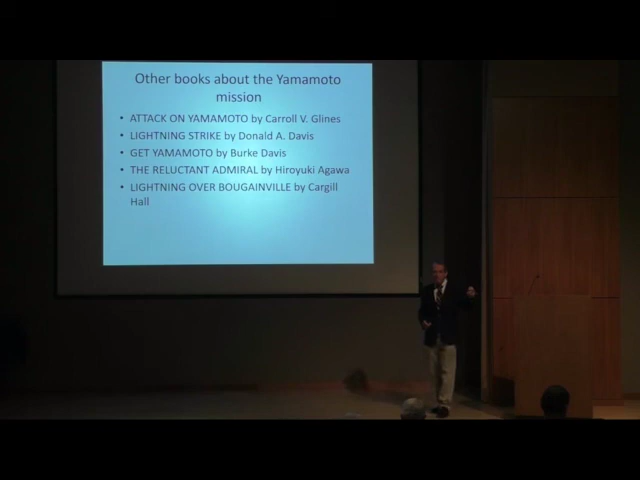 Other books about the Yamamoto
mission
• ATTACK ON YAMAMOTO by Carroll V. Glines
• LIGHTNING STRIKE by Donald A. Davis
• GET YAMAMOTO by Burke Davis
• THE RELUCTANT ADMIRAL by Hiroyuki Agawa
• LIGHTNING OVER BOUGAINVILLE by Cargill
Hall